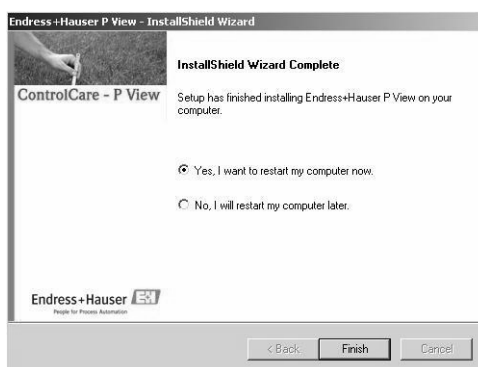 Endress+Hauser P View - InstallShield Wizard
ControlCare - P View
InstallShield Wizard Complete
Setup has finished installing Endress+Hauser P View on your
computer.
Yes, I want to restart my computer now.
No, I will restart my computer later.
Endress+Hauser EH
People for Process Automation
< Back
Finish
Cancel